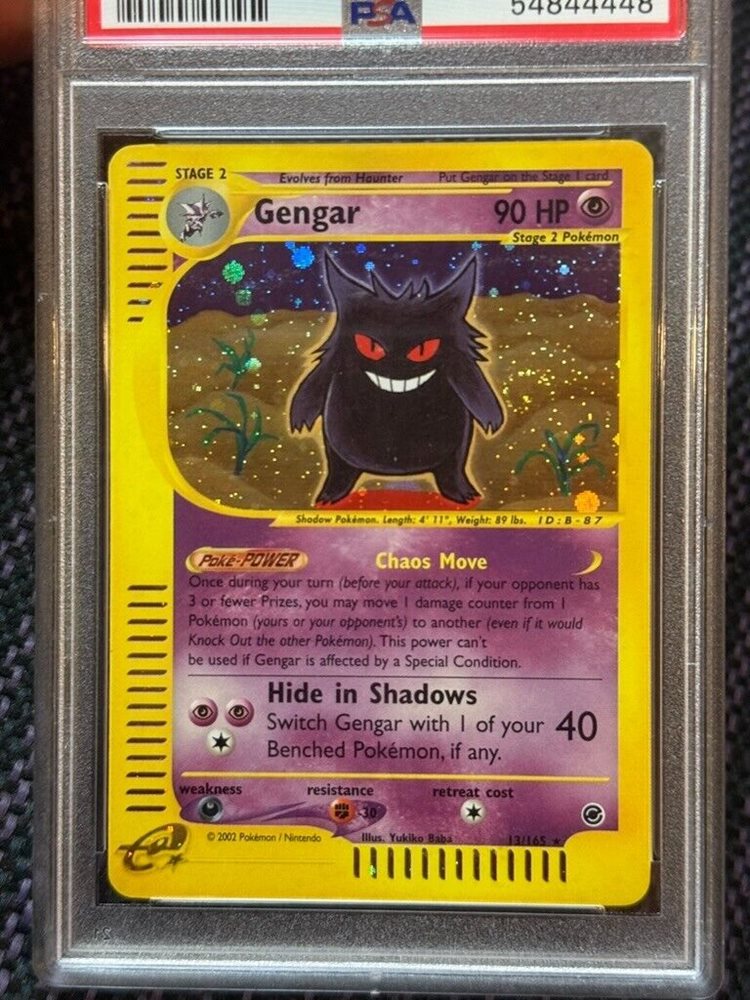 PSA
54844448
STAGE 2
Evolves from Haunter
Put Gengar on the Stage 1 card
Gengar
90 HP
Stage 2 Pokémon
Shadow Pokémon. Length: 4' 11", Weight: 89 lbs. ID: B - 87
Poké-POWER Chaos Move
Once during your turn (before your attack), if your opponent has
3 or fewer Prizes, you may move 1 damage counter from 1
Pokémon (yours or your opponent's) to another (even if it would
Knock Out the other Pokémon). This power can't
be used if Gengar is affected by a Special Condition.
Hide in Shadows
Switch Gengar with 1 of your 40
Benched Pokémon, if any.
weakness resistance retreat cost
-30
© 2002 Pokémon / Nintendo Illus. Yukiko Baba 13/165 ★
e